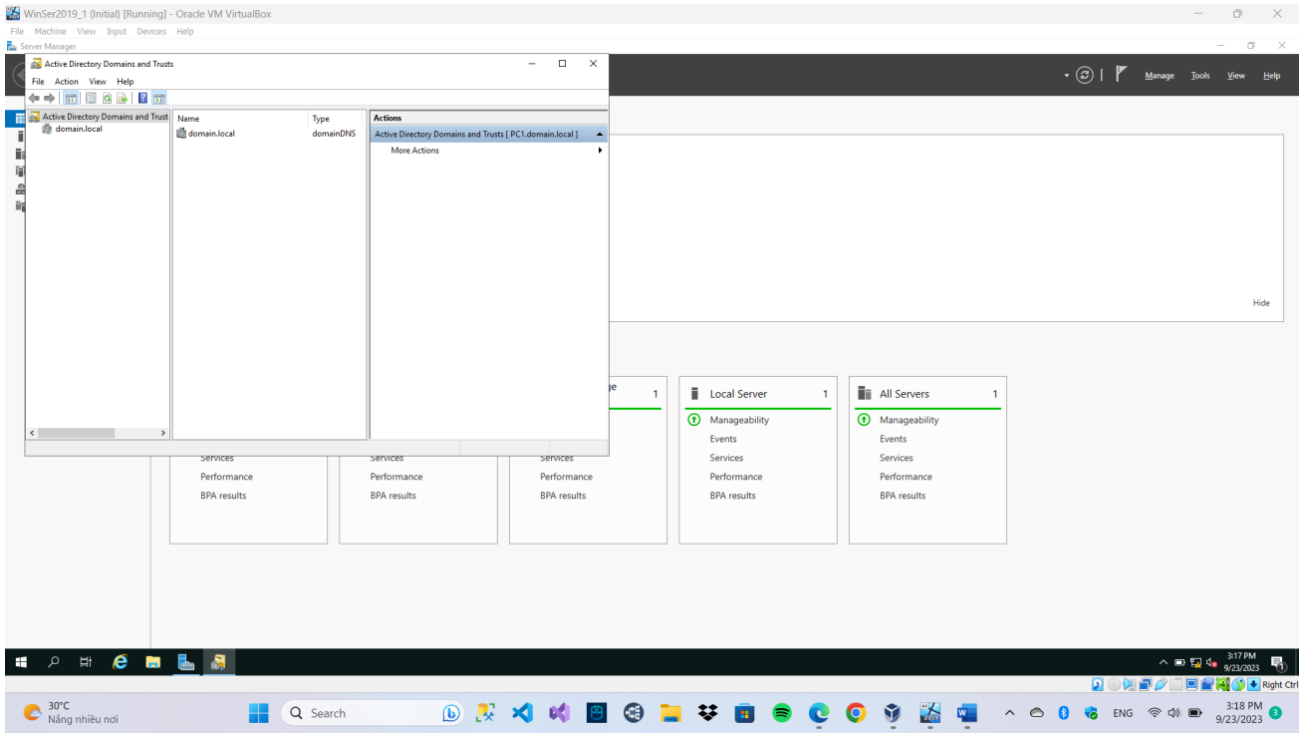 WinSer2019_1 (Initial) [Running] - Oracle VM VirtualBox
File Machine View Input Devices Help
Server Manager
Active Directory Domains and Trusts
File Action View Help
Manage Tools View Help
Active Directory Domains and Trust
domain.local
Name Type
domain.local domainDNS
Actions
Active Directory Domains and Trusts [ PC1.domain.local ]
More Actions
Hide
1
Local Server 1
Manageability
Events
Services
Performance
BPA results
All Servers 1
Manageability
Events
Services
Performance
BPA results
Services
Performance
BPA results
Services
Performance
BPA results
Services
Performance
BPA results
3:17 PM
9/23/2023
Right Ctrl
30°C
Nắng nhiều nơi
Search
ENG
3:18 PM
9/23/2023
3